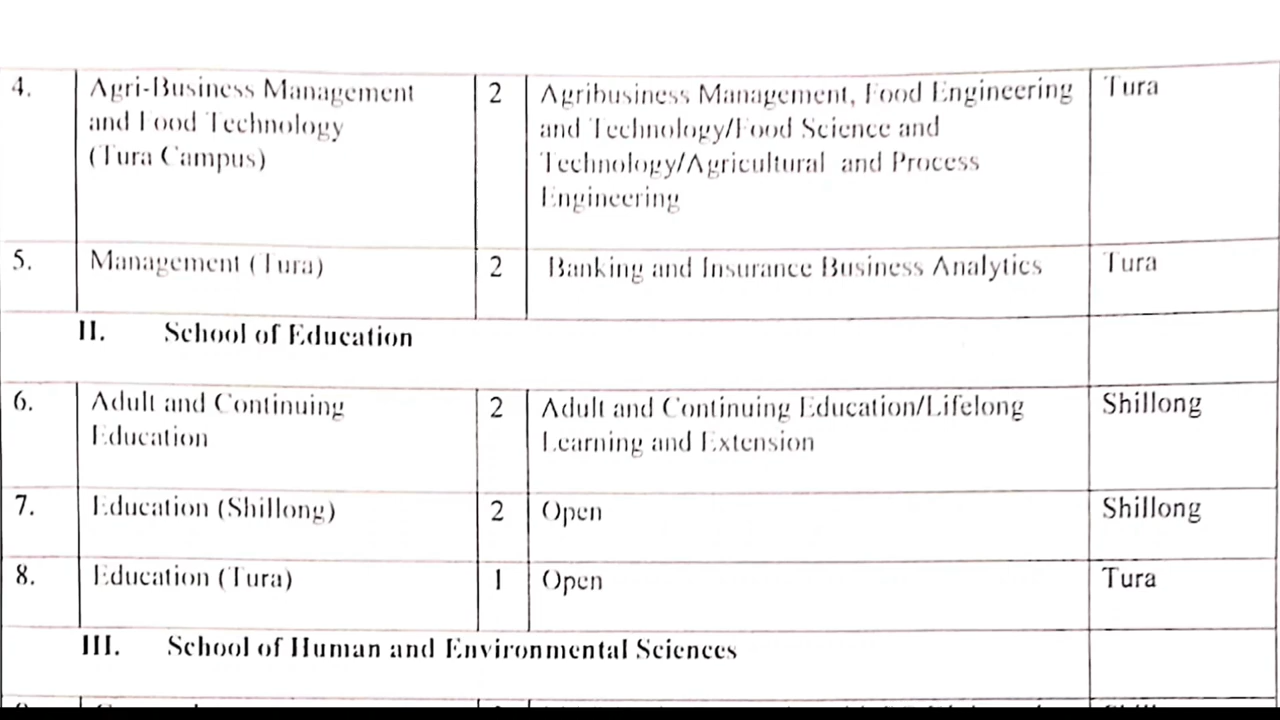 4. Agri-Business Management 2 Agribusiness Management, Food Engineering Tura
and Food Technology and Technology/Food Science and
(Tura Campus) Technology/Agricultural and Process
Engineering
5. Management (Tura) 2 Banking and Insurance Business Analytics Tura
II. School of Education
6. Adult and Continuing 2 Adult and Continuing Education/Lifelong Shillong
Education Learning and Extension
7. Education (Shillong) 2 Open Shillong
8. Education (Tura) 1 Open Tura
III. School of Human and Environmental Sciences